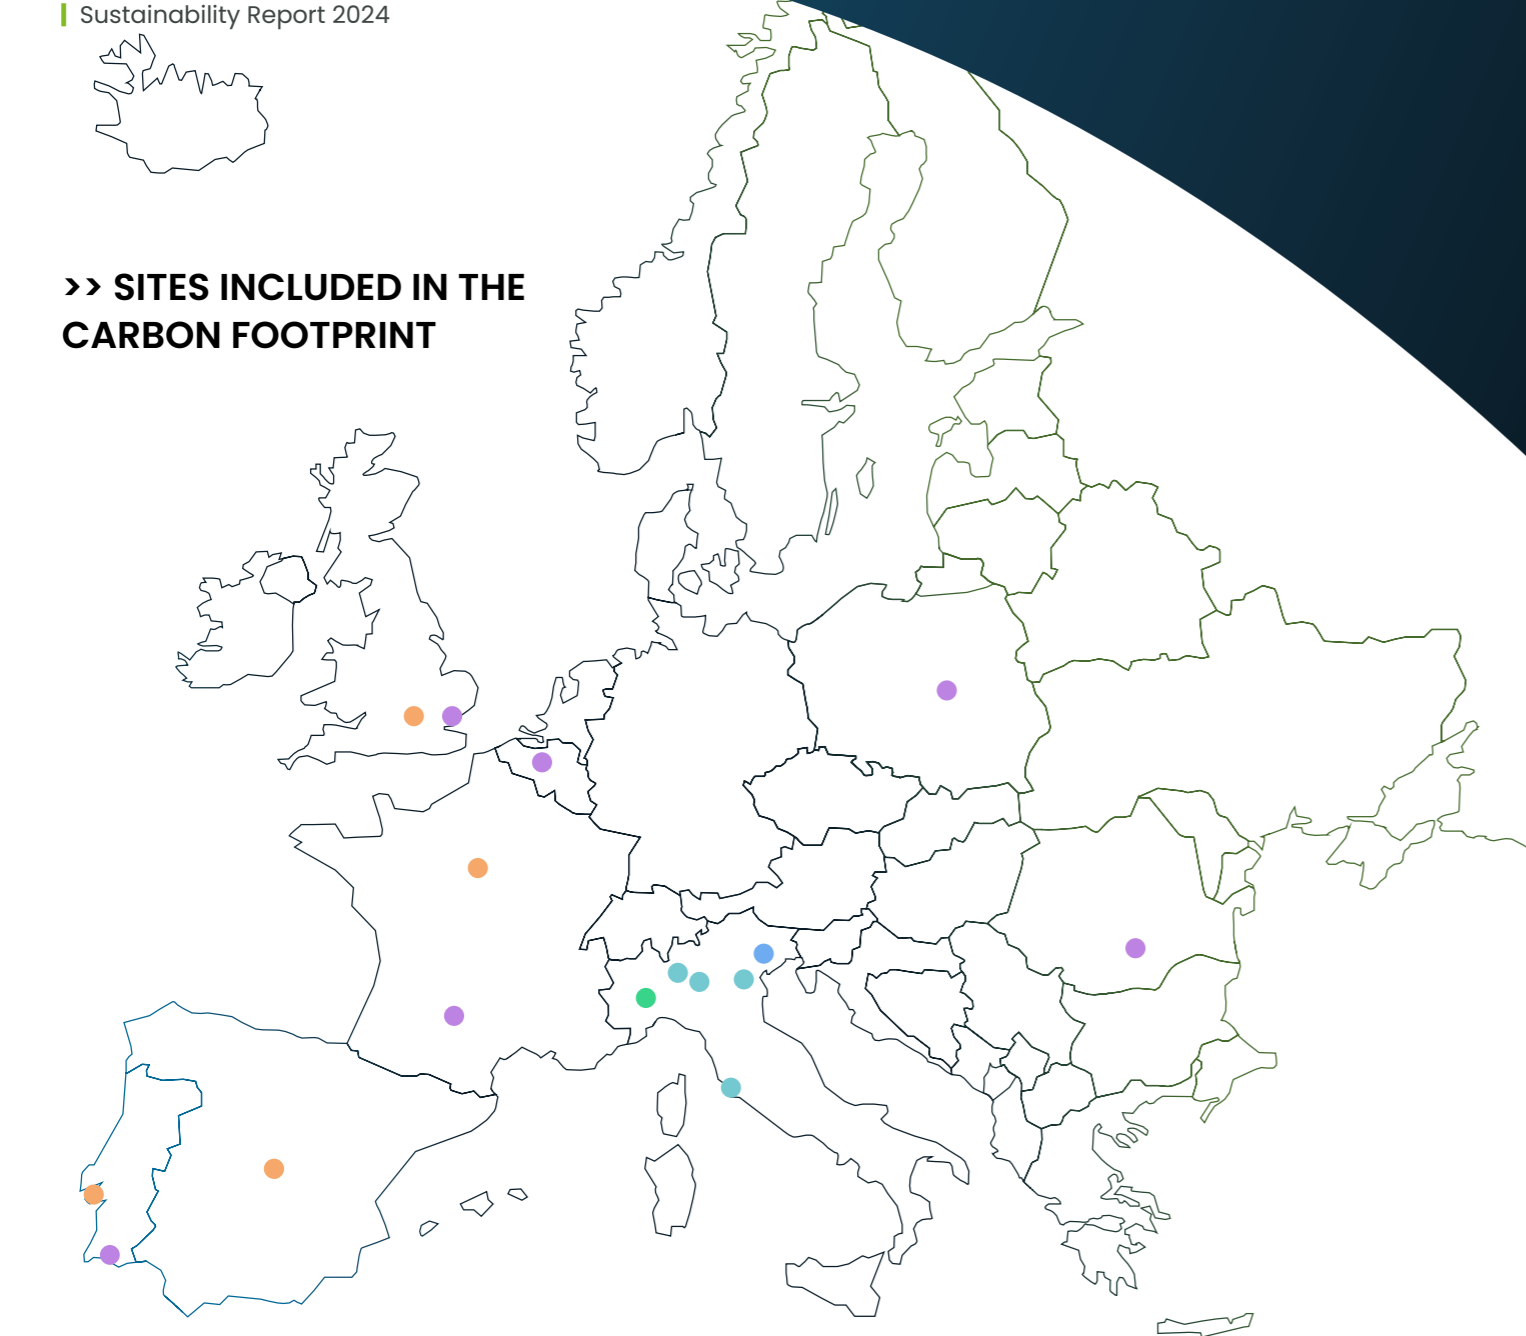 Sustainability Report 2024
>> SITES INCLUDED IN THE
CARBON FOOTPRINT